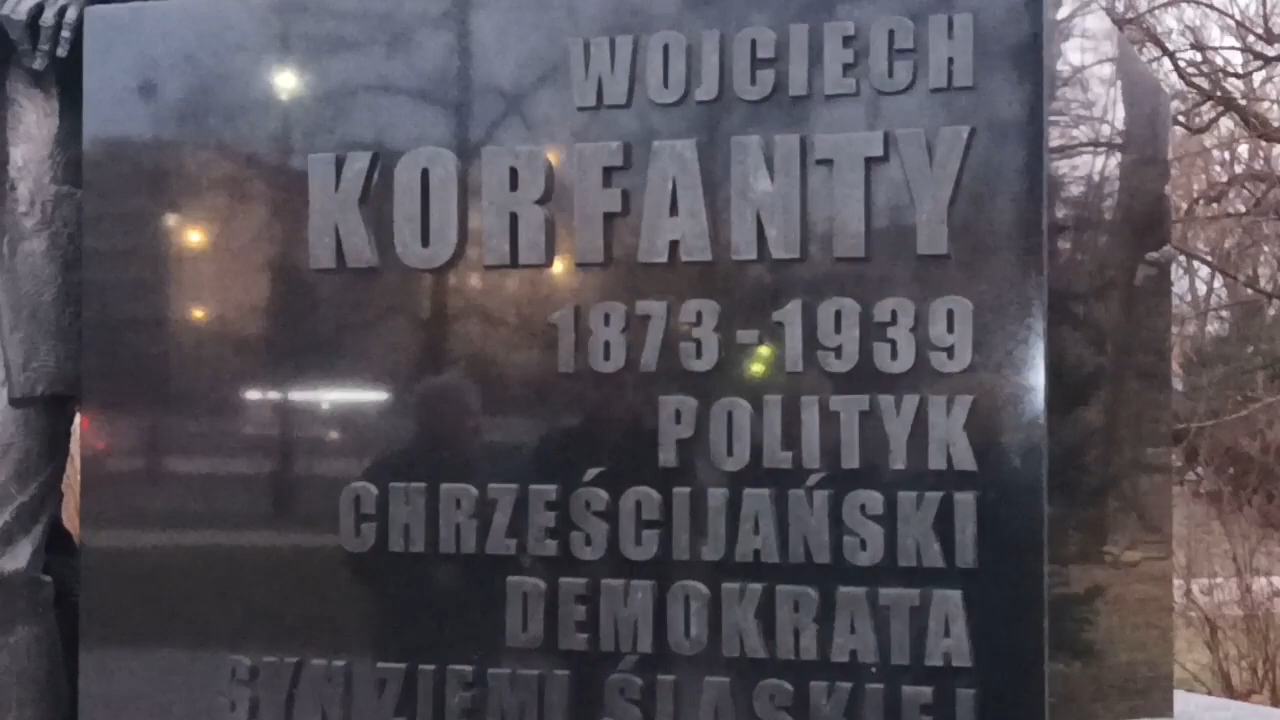 WOJCIECH
KORFANTY
1873-1939
POLITYK
CHRZEŚCIJAŃSKI
DEMOKRATA
SYN ZIEMI ŚLĄSKIEJ